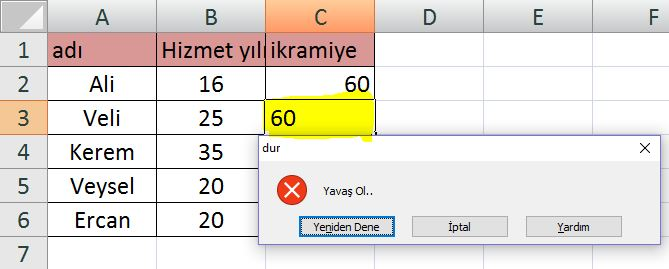 A B C D E F
1 adı Hizmet yılı ikramiye
2 Ali 16 60
3 Veli 25 60
4 Kerem 35
5 Veysel 20
6 Ercan 20
7
dur
Yavaş Ol..
Yeniden Dene İptal Yardım